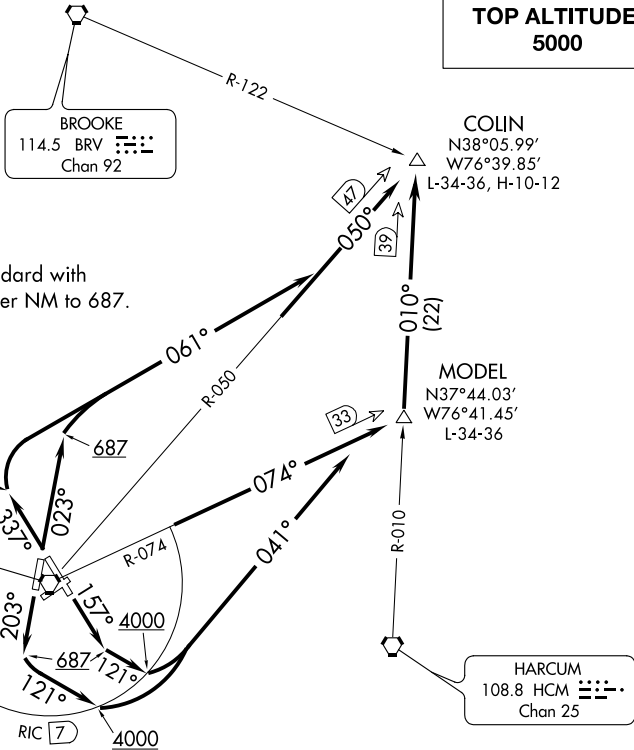 TOP ALTITUDE
5000
R-122
BROOKE
114.5 BRV
Chan 92
COLIN
N38°05.99'
W76°39.85'
L-34-36, H-10-12
47
050°
39
dard with
er NM to 687.
061°
010°
(22)
R-050
MODEL
N37°44.03'
W76°41.45'
L-34-36
33
687
074°
023°
337°
041°
R-074
R-010
157°
203°
4000
687
121°
121°
HARCUM
108.8 HCM
Chan 25
RIC 7
4000